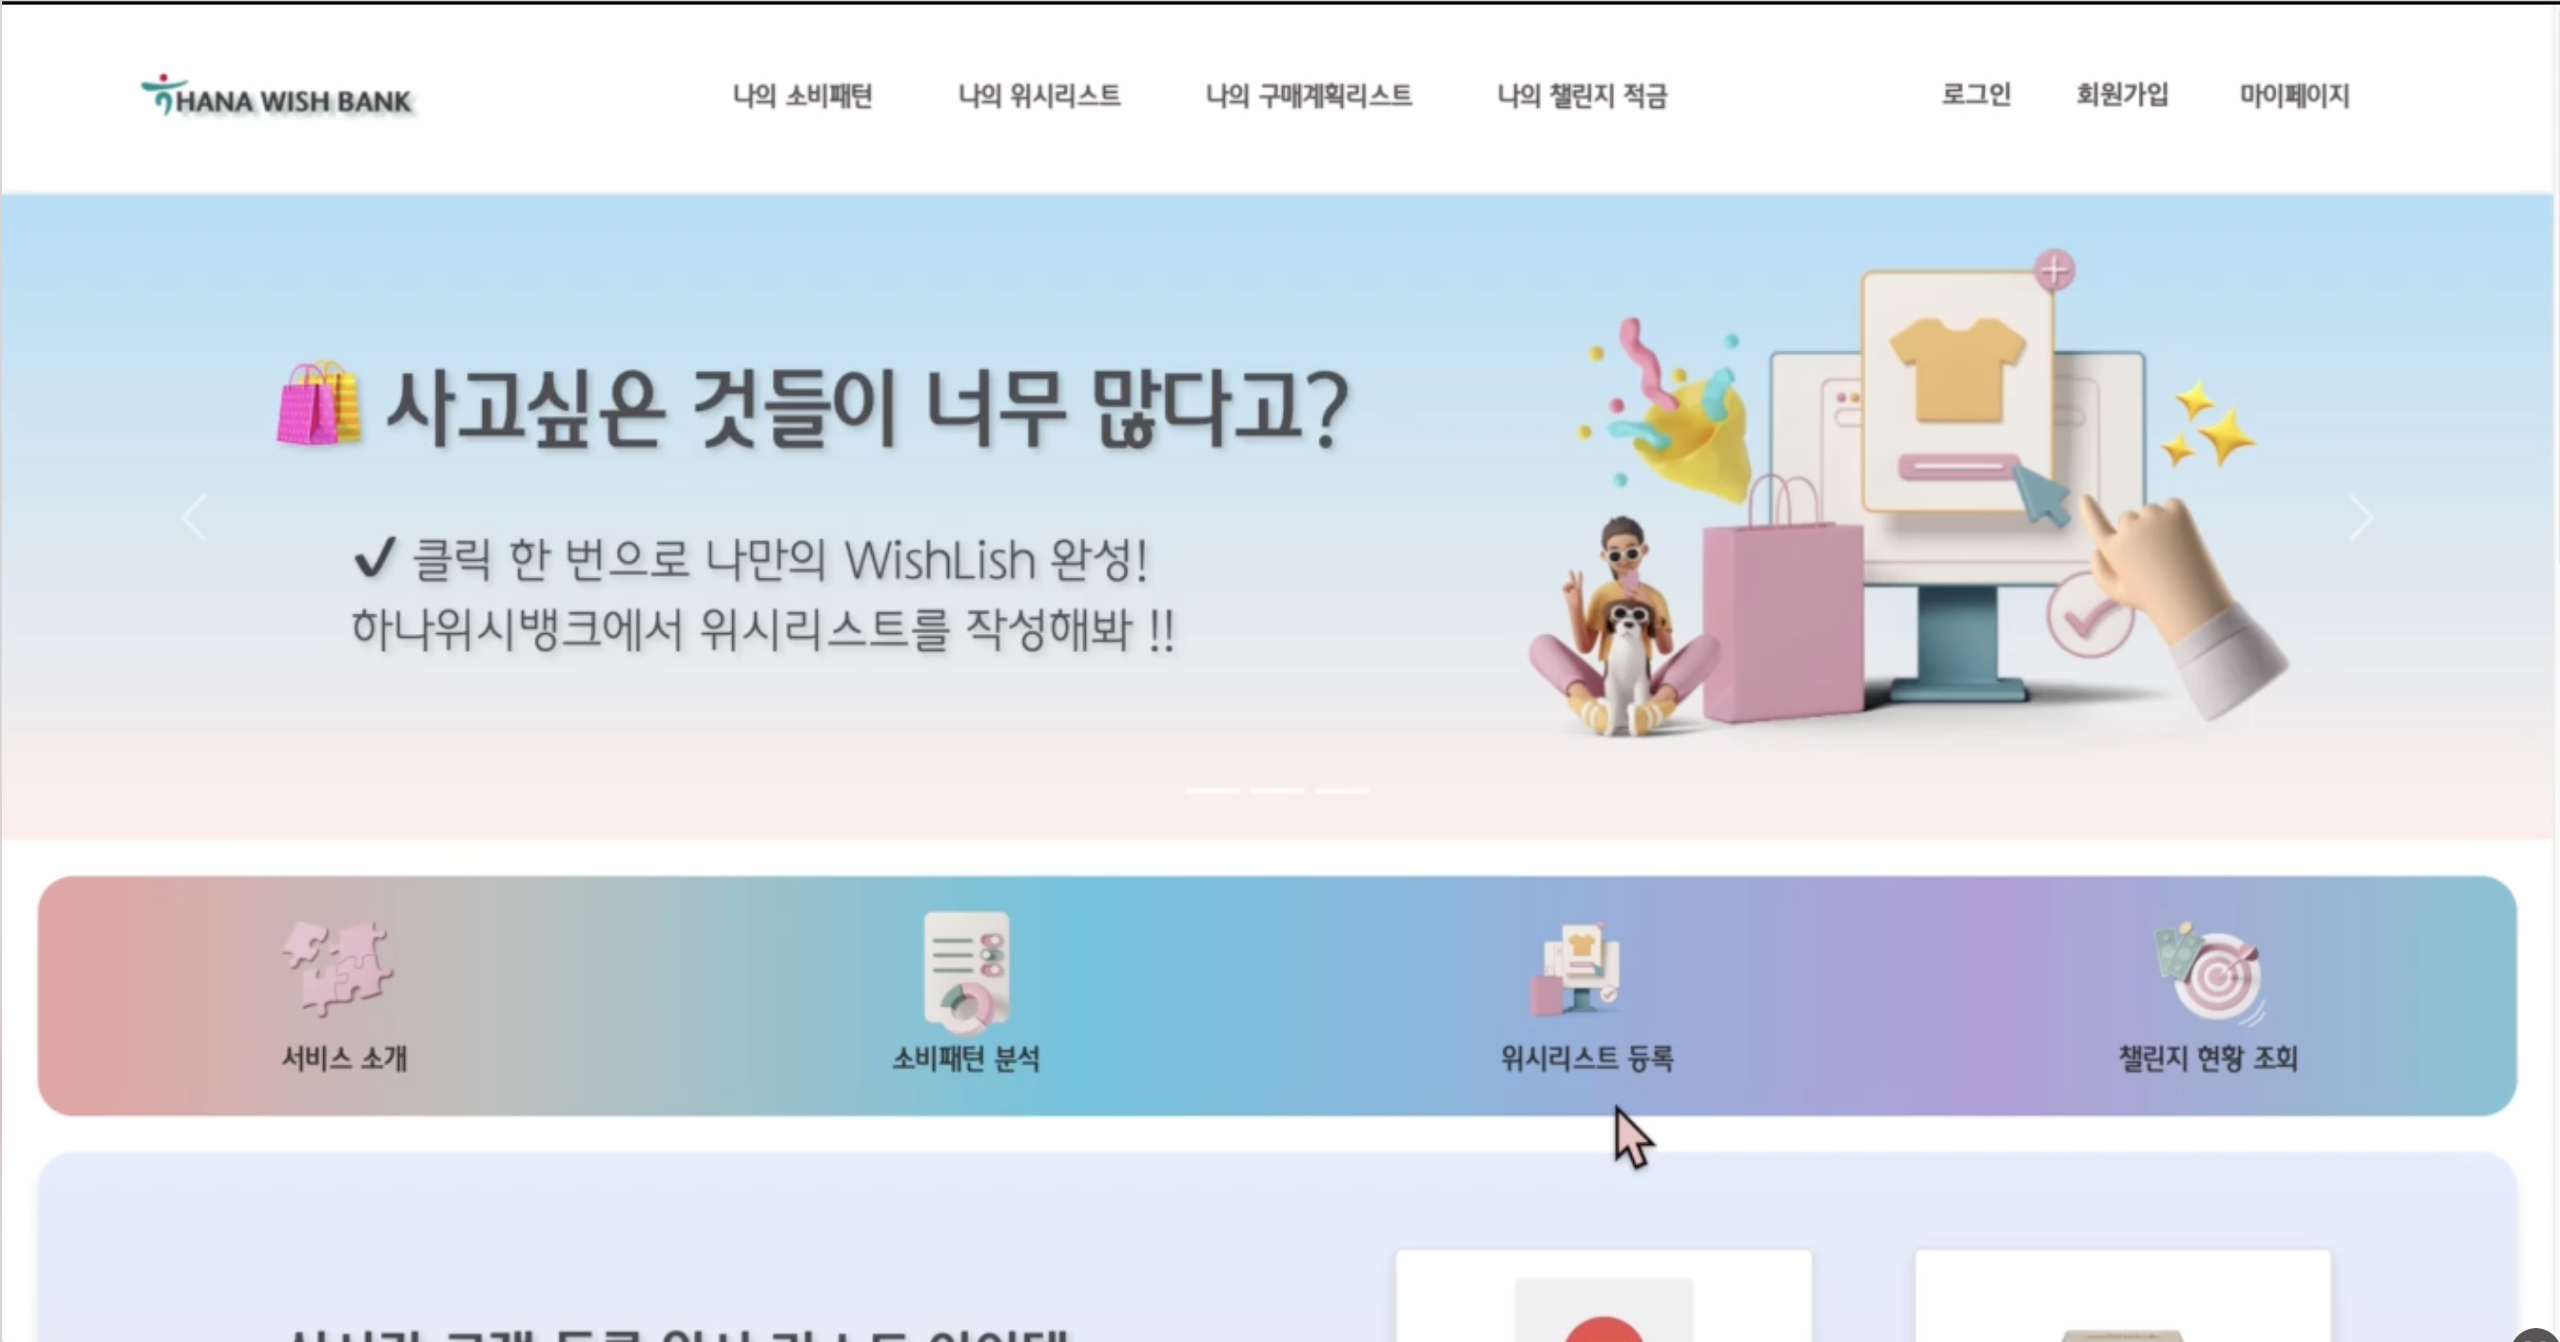 HANA WISH BANK
나의 소비패턴
나의 위시리스트
나의 구매계획리스트
나의 챌린지 적금
로그인
회원가입
마이페이지
사고싶은 것들이 너무 많다고?
✔ 클릭 한 번으로 나만의 WishLish 완성!
하나위시뱅크에서 위시리스트를 작성해봐 !!
서비스 소개
소비패턴 분석
위시리스트 등록
챌린지 현황 조회